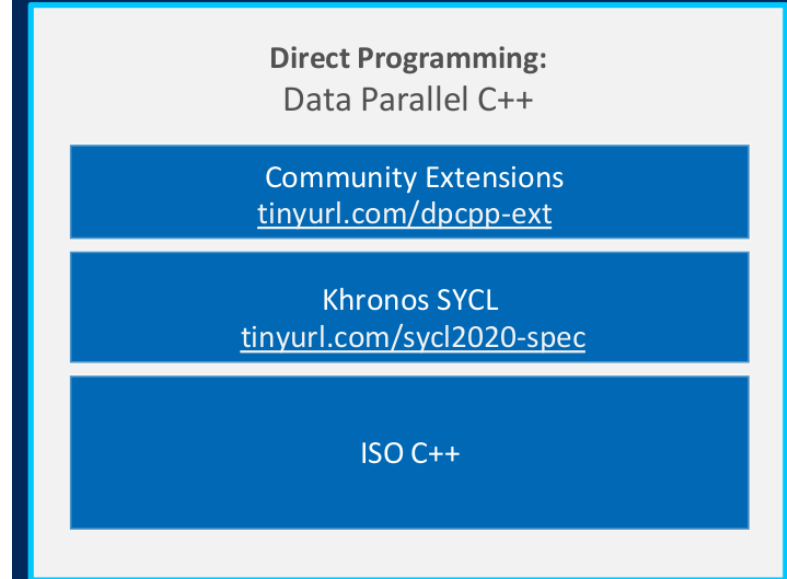 Direct Programming:
Data Parallel C++
Community Extensions
tinyurl.com/dpcpp-ext
Khronos SYCL
tinyurl.com/sycl2020-spec
ISO C++